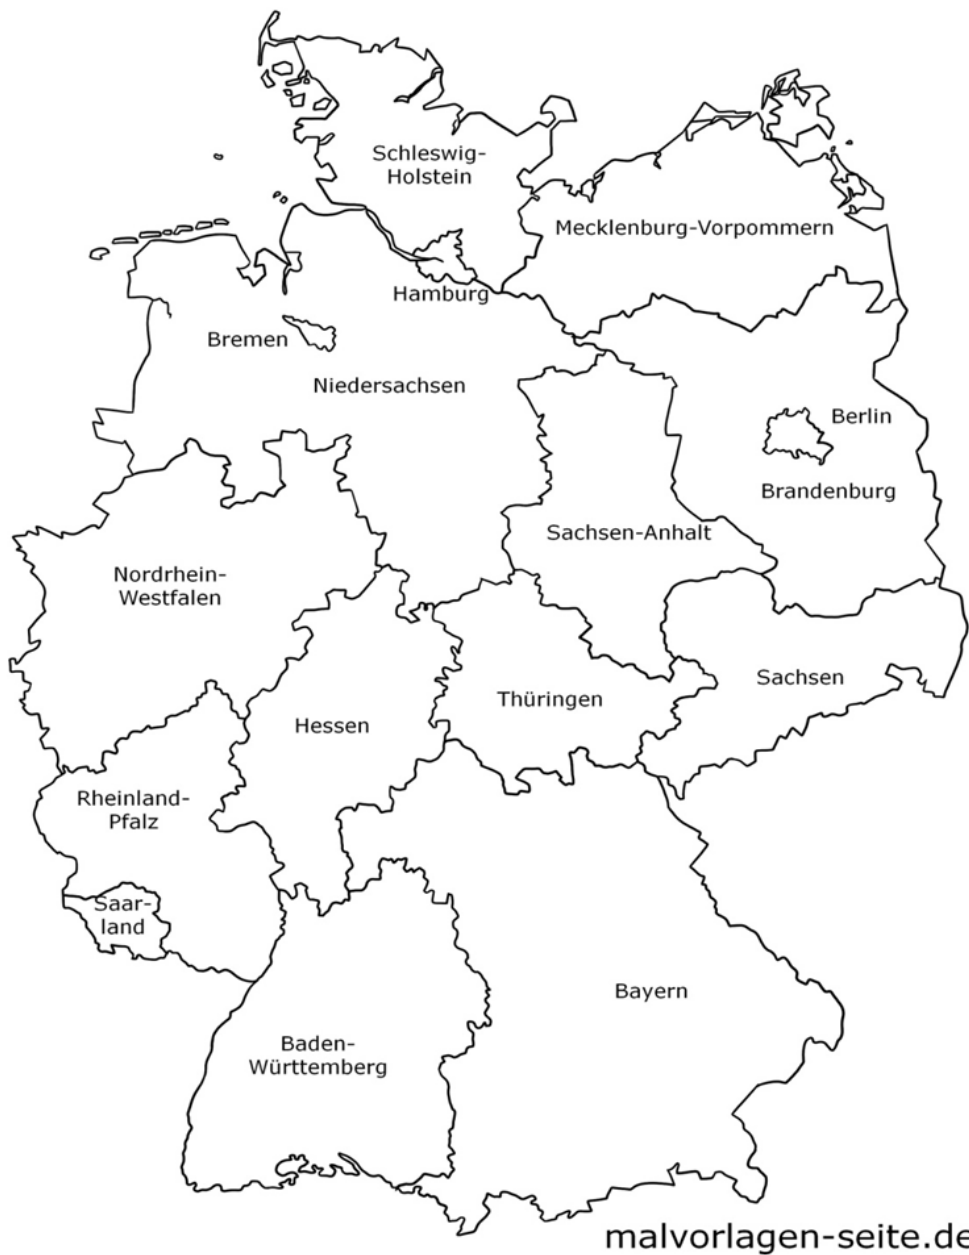 Schleswig-
Holstein
Mecklenburg-Vorpommern
Hamburg
Bremen
Niedersachsen
Berlin
Brandenburg
Sachsen-Anhalt
Nordrhein-
Westfalen
Sachsen
Thüringen
Hessen
Rheinland-
Pfalz
Saar-
land
Bayern
Baden-
Württemberg
malvorlagen-seite.de